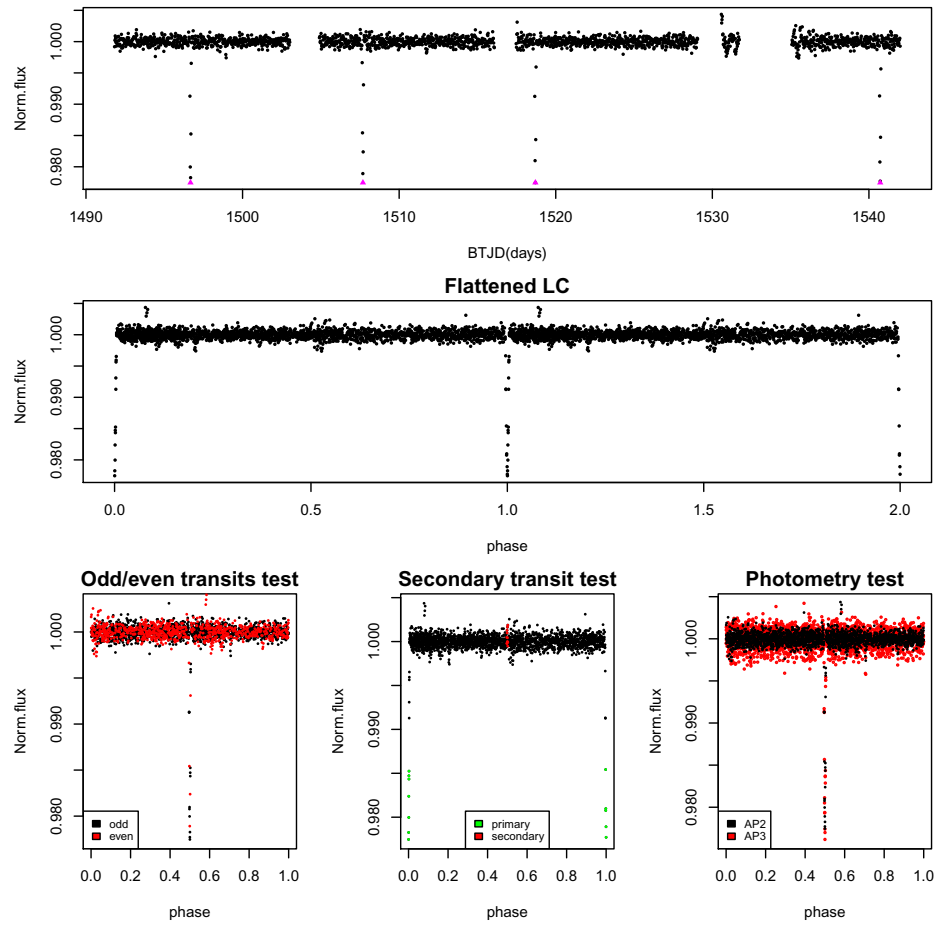 Norm.flux
1.000
0.990
0.980
1490 1500 1510 1520 1530 1540
BTJD(days)
Flattened LC
Norm.flux
1.000
0.990
0.980
0.0 0.5 1.0 1.5 2.0
phase
Odd/even transits test
Norm.flux
1.000
0.990
0.980
odd
even
0.0 0.2 0.4 0.6 0.8 1.0
phase
Secondary transit test
Norm.flux
1.000
0.990
0.980
primary
secondary
0.0 0.2 0.4 0.6 0.8 1.0
phase
Photometry test
Norm.flux
1.000
0.990
0.980
AP2
AP3
0.0 0.2 0.4 0.6 0.8 1.0
phase